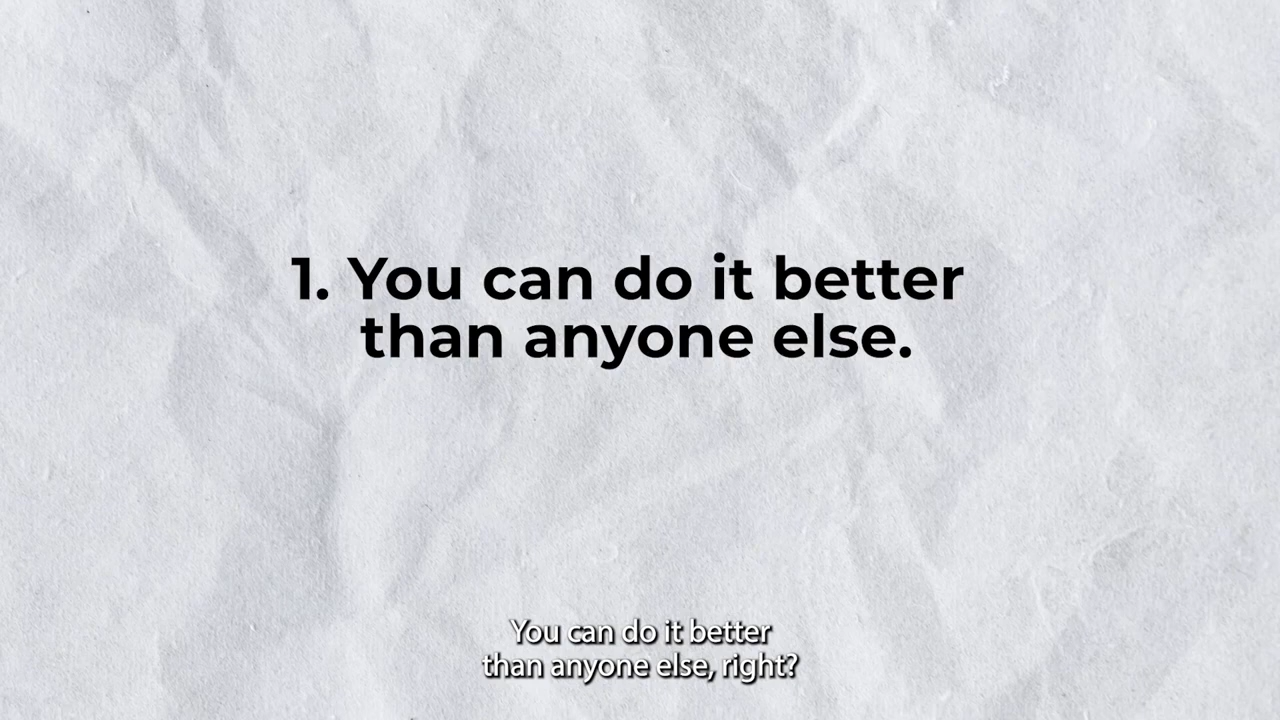 1. You can do it better
than anyone else.
You can do it better
than anyone else, right?